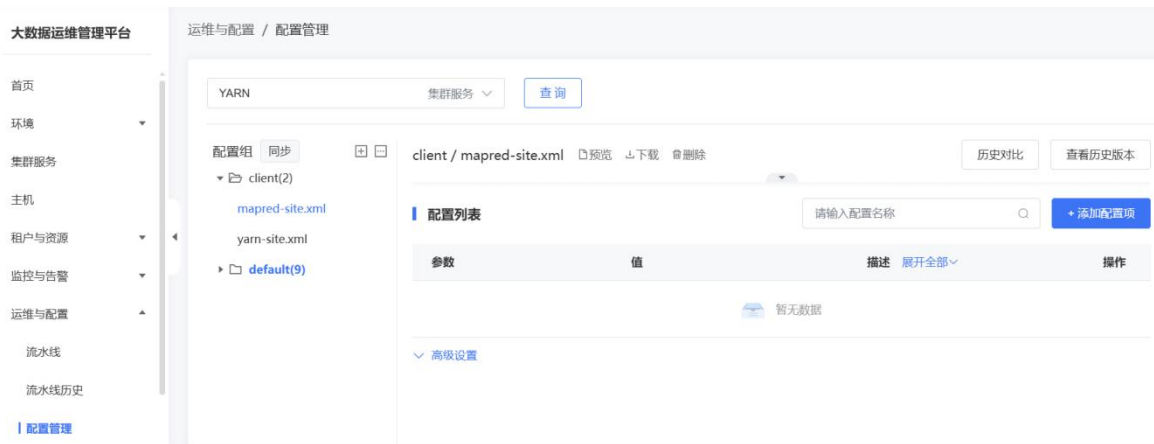 大数据运维管理平台
首页
环境
集群服务
主机
租户与资源
监控与告警
运维与配置
流水线
流水线历史
配置管理
运维与配置 / 配置管理
YARN 集群服务 查询
配置组 同步
client(2)
mapred-site.xml
yarn-site.xml
default(9)
client / mapred-site.xml 预览 下载 删除 历史对比 查看历史版本
配置列表 请输入配置名称 + 添加配置项
参数 值 描述 展开全部 操作
暂无数据
高级设置